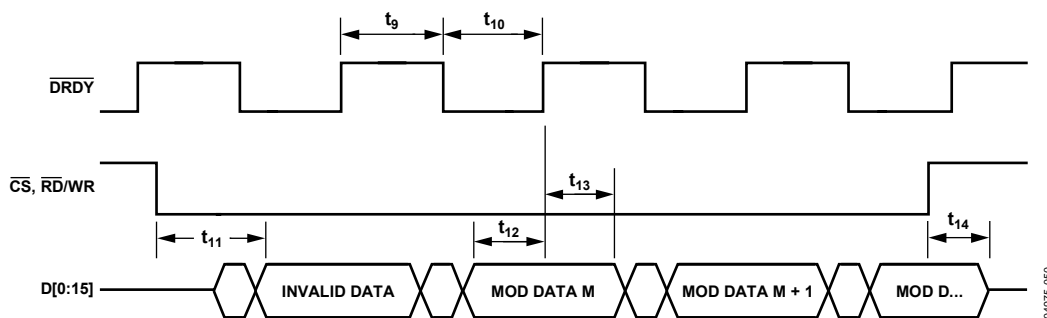 t9
t10
DRDY
CS, RD/WR
t13
t11
t12
t14
D[0:15]
INVALID DATA
MOD DATA M
MOD DATA M + 1
MOD D...